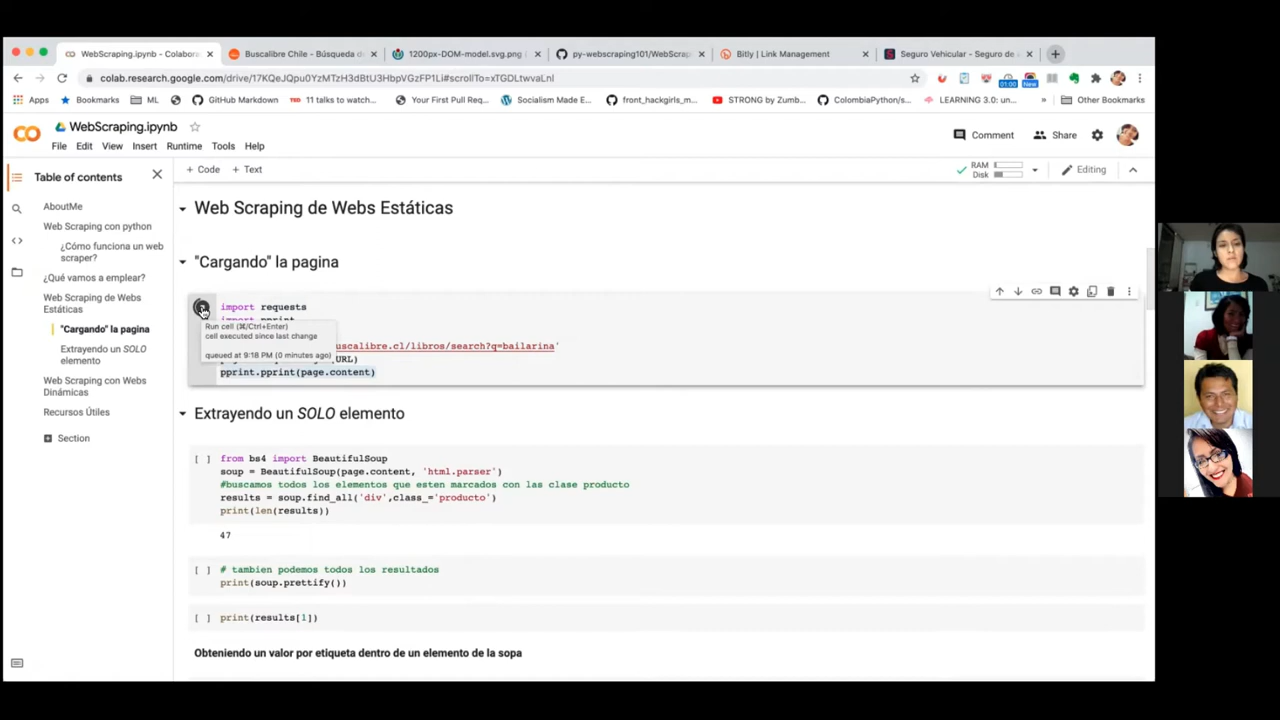 WebScraping.ipynb - Colabora
Buscalibre Chile - Búsqueda d
1200px-DOM-model.svg.png
py-webscraping101/WebScrap
Bitly | Link Management
Seguro Vehicular - Seguro de
colab.research.google.com/drive/17KQeJQpu0YzMTzH3dBtU3HbpVGzFP1Li#scrollTo=xTGDLtwvaLnl
01:00
New
Apps
Bookmarks
ML
GitHub Markdown
TED
11 talks to watch...
Your First Pull Req...
Socialism Made E...
front_hackgirls_m...
STRONG by Zumb...
ColombiaPython/s...
LEARNING 3.0: un...
»
Other Bookmarks
WebScraping.ipynb
File Edit View Insert Runtime Tools Help
Comment
Share
Table of contents
+ Code + Text
RAM
Disk
Editing
AboutMe
Web Scraping con python
¿Cómo funciona un web
scraper?
¿Qué vamos a emplear?
Web Scraping de Webs
Estáticas
"Cargando" la pagina
Extrayendo un SOLO
elemento
Web Scraping con Webs
Dinámicas
Recursos Útiles
Section
Web Scraping de Webs Estáticas
"Cargando" la pagina
import requests
import pprint
Run cell (⌘/Ctrl+Enter)
cell executed since last change
queued at 9:18 PM (0 minutes ago)
uscalibre.cl/libros/search?q=bailarina'
(URL)
pprint.pprint(page.content)
Extrayendo un SOLO elemento
[ ] from bs4 import BeautifulSoup
soup = BeautifulSoup(page.content, 'html.parser')
#buscamos todos los elementos que esten marcados con las clase producto
results = soup.find_all('div',class_='producto')
print(len(results))
47
[ ] # tambien podemos todos los resultados
print(soup.prettify())
[ ] print(results[1])
Obteniendo un valor por etiqueta dentro de un elemento de la sopa